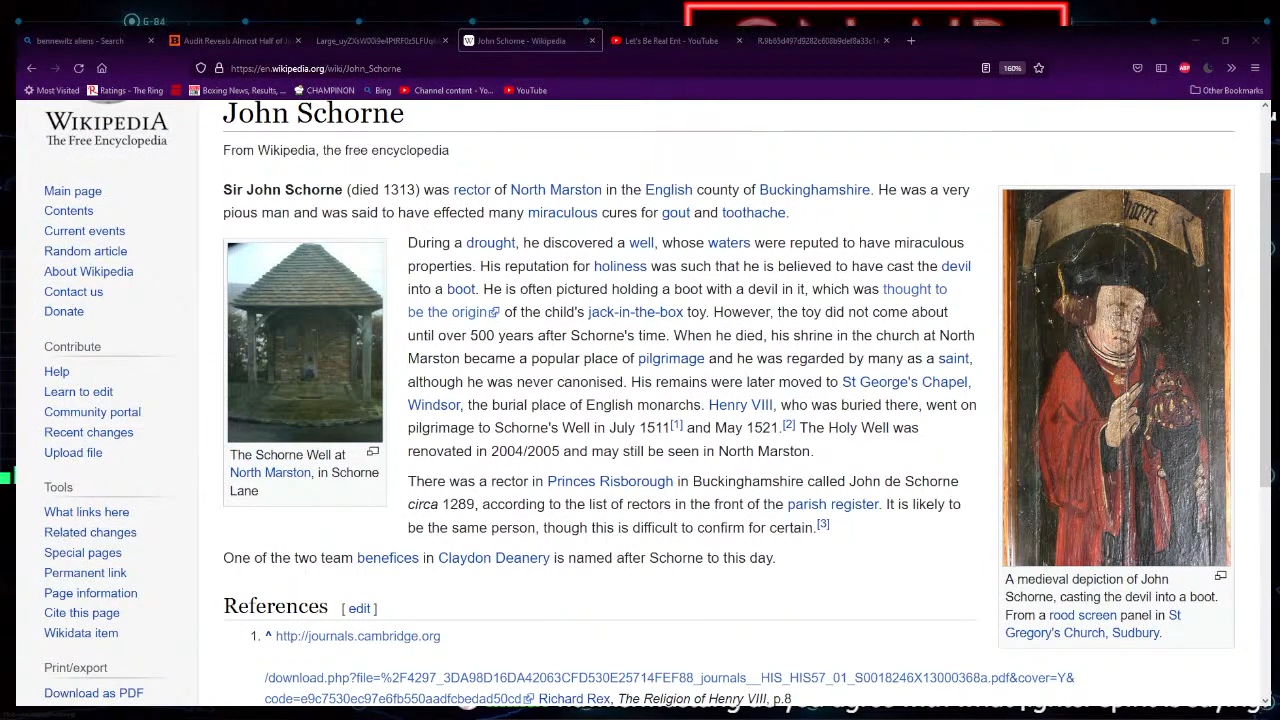 G-84
bennewitz aliens - Search
Audit Reveals Almost Half of
John Schorne - Wikipedia
Let's Be Real Ent - YouTube
https://en.wikipedia.org/wiki/John_Schorne
160%
Most Visited
Ratings - The Ring
Boxing News, Results, ...
CHAMPINON
Bing
Channel content - Yo...
YouTube
Other Bookmarks
WIKIPEDIA
The Free Encyclopedia
Main page
Contents
Current events
Random article
About Wikipedia
Contact us
Donate
Contribute
Help
Learn to edit
Community portal
Recent changes
Upload file
Tools
What links here
Related changes
Special pages
Permanent link
Page information
Cite this page
Wikidata item
Print/export
Download as PDF
John Schorne
From Wikipedia, the free encyclopedia
Sir John Schorne (died 1313) was rector of North Marston in the English county of Buckinghamshire. He was a very
pious man and was said to have effected many miraculous cures for gout and toothache.
The Schorne Well at
North Marston, in Schorne
Lane
During a drought, he discovered a well, whose waters were reputed to have miraculous
properties. His reputation for holiness was such that he is believed to have cast the devil
into a boot. He is often pictured holding a boot with a devil in it, which was thought to
be the origin of the child's jack-in-the-box toy. However, the toy did not come about
until over 500 years after Schorne's time. When he died, his shrine in the church at North
Marston became a popular place of pilgrimage and he was regarded by many as a saint,
although he was never canonised. His remains were later moved to St George's Chapel,
Windsor, the burial place of English monarchs. Henry VIII, who was buried there, went on
pilgrimage to Schorne's Well in July 1511[1] and May 1521.[2] The Holy Well was
renovated in 2004/2005 and may still be seen in North Marston.
There was a rector in Princes Risborough in Buckinghamshire called John de Schorne
circa 1289, according to the list of rectors in the front of the parish register. It is likely to
be the same person, though this is difficult to confirm for certain.[3]
One of the two team benefices in Claydon Deanery is named after Schorne to this day.
A medieval depiction of John
Schorne, casting the devil into a boot.
From a rood screen panel in St
Gregory's Church, Sudbury.
References [ edit ]
1. ^ http://journals.cambridge.org
/download.php?file=%2F4297_3DA98D16DA42063CFD530E25714FEF88_journals__HIS_HIS57_01_S0018246X13000368a.pdf&cover=Y&
code=e9c7530ec97e6fb550aadfcbedad50cd Richard Rex, The Religion of Henry VIII, p.8